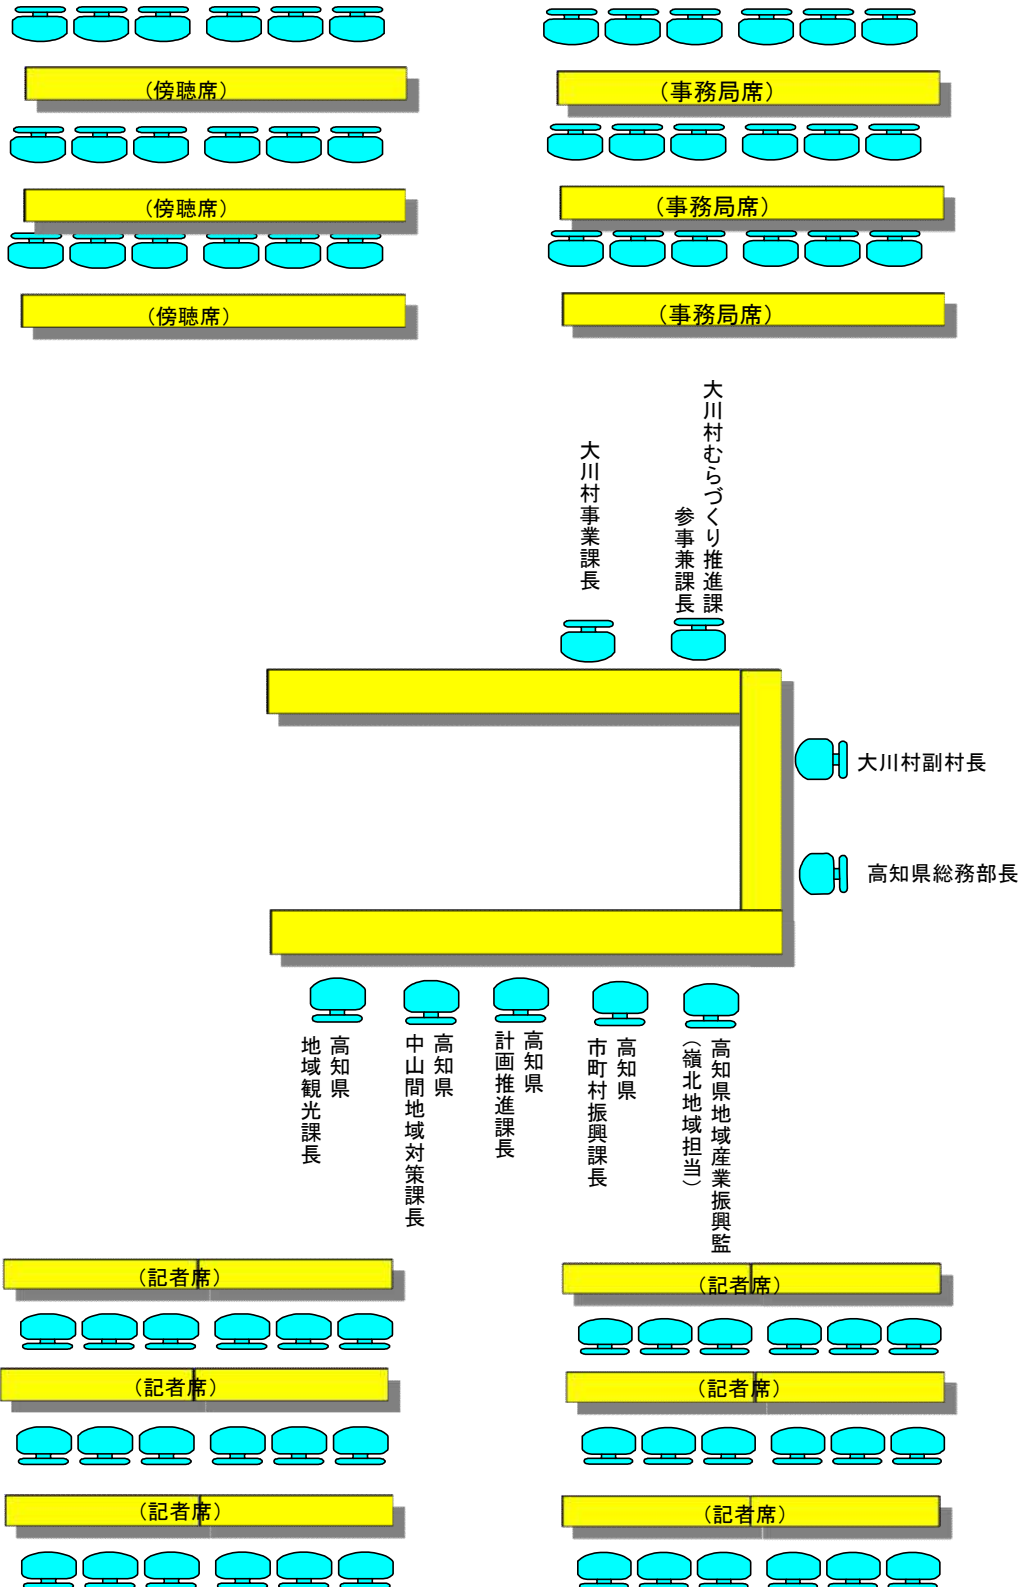 （傍聴席）
（事務局席）
（傍聴席）
（事務局席）
（傍聴席）
（事務局席）
大川村むらづくり推進課
参事兼課長
大川村事業課長
大川村副村長
高知県総務部長
高知県地域産業振興監
（嶺北地域担当）
高知県
市町村振興課長
高知県
計画推進課長
高知県
中山間地域対策課長
高知県
地域観光課長
（記者席）
（記者席）
（記者席）
（記者席）
（記者席）
（記者席）